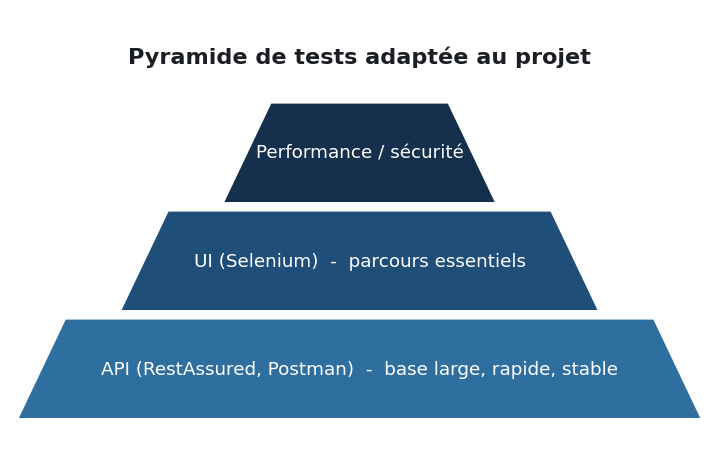 Pyramide de tests adaptée au projet
Performance / sécurité
UI (Selenium)  -  parcours essentiels
API (RestAssured, Postman)  -  base large, rapide, stable